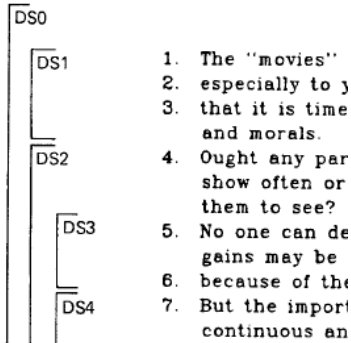 DS0
DS1 1. The "movies"
2. especially to y
3. that it is time
and morals.
DS2 4. Ought any par
show often or
them to see?
DS3 5. No one can de
gains may be
6. because of the
DS4 7. But the import
continuous an